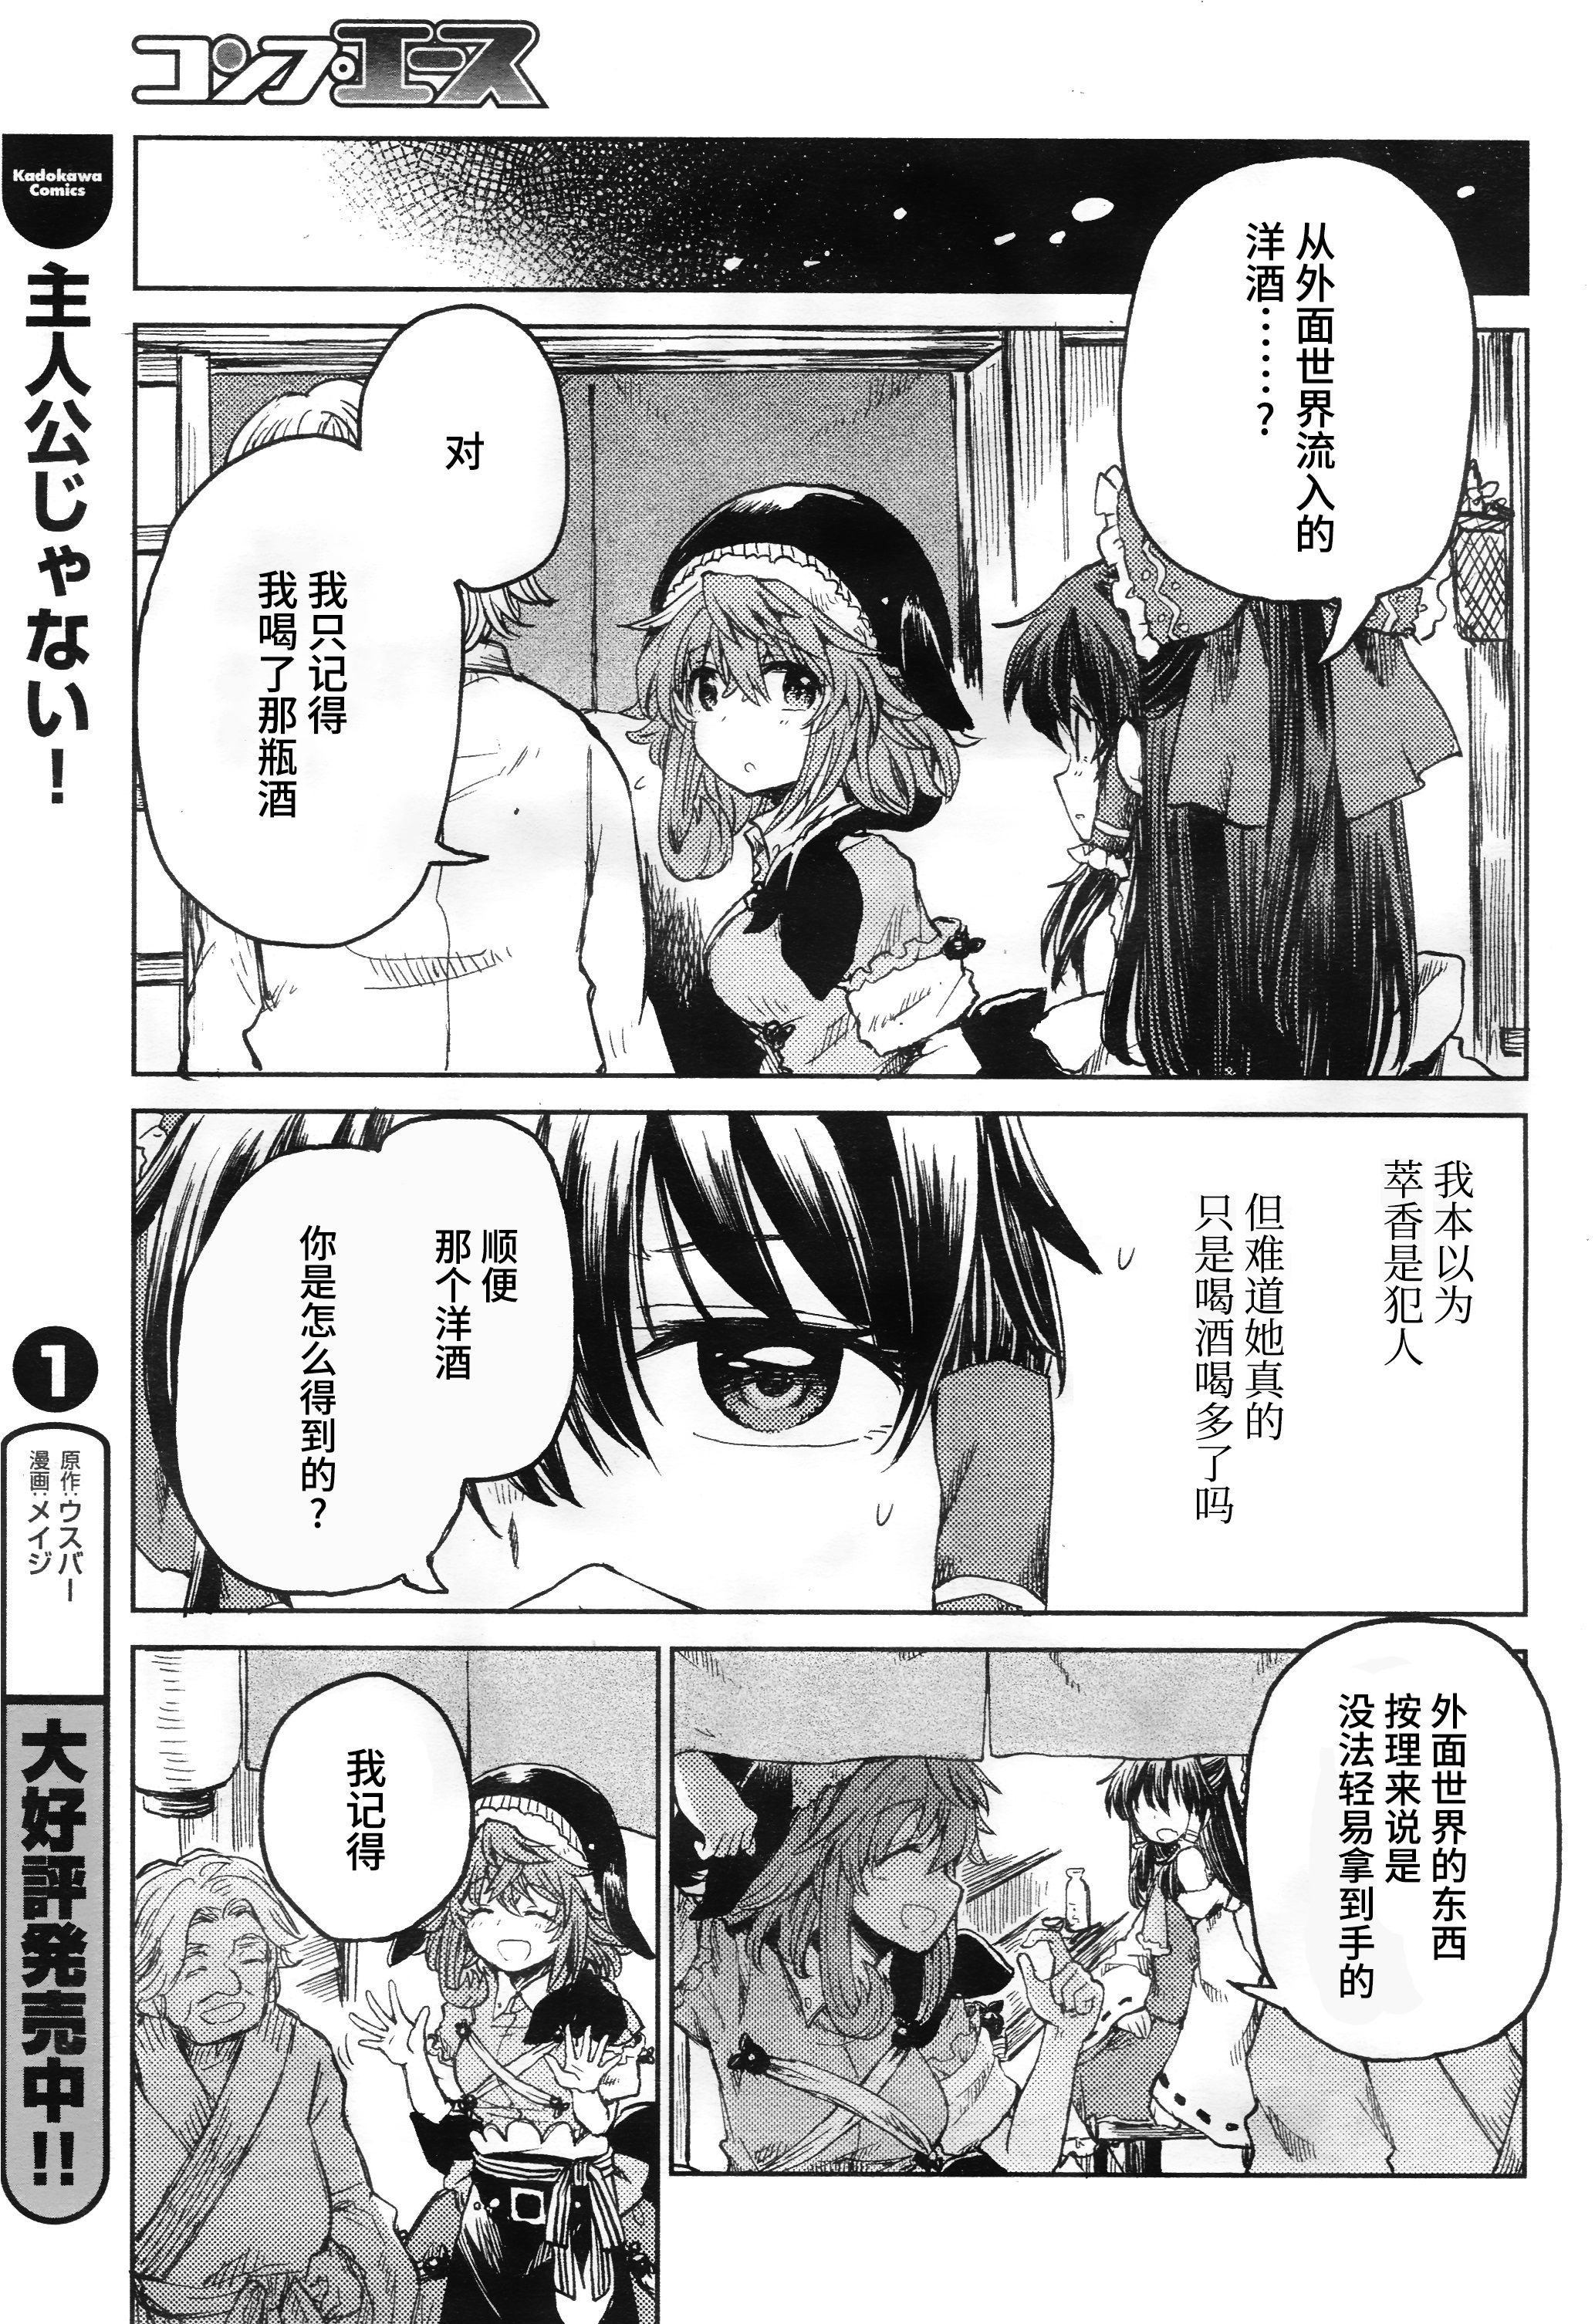 コンプ・エース
Kadokawa
Comics
主人公じゃない!
1
原作:ウスバー
漫画:メイジ
大好評発売中!!
从外面世界流入的
洋酒……?
对
我只记得
我喝了那瓶酒
我本以为
萃香是犯人
但难道她真的
只是喝酒喝多了吗
顺便
那个洋酒
你是怎么得到的?
外面世界的东西
按理来说是
没法轻易拿到手的
我记得